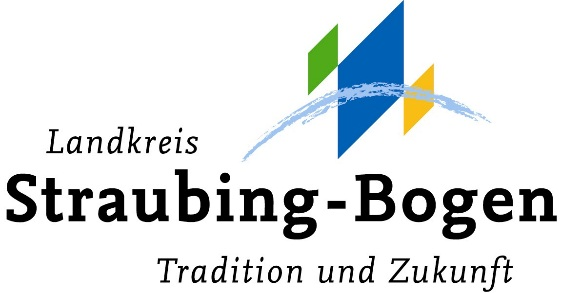 Landkreis
Straubing-Bogen
Tradition und Zukunft